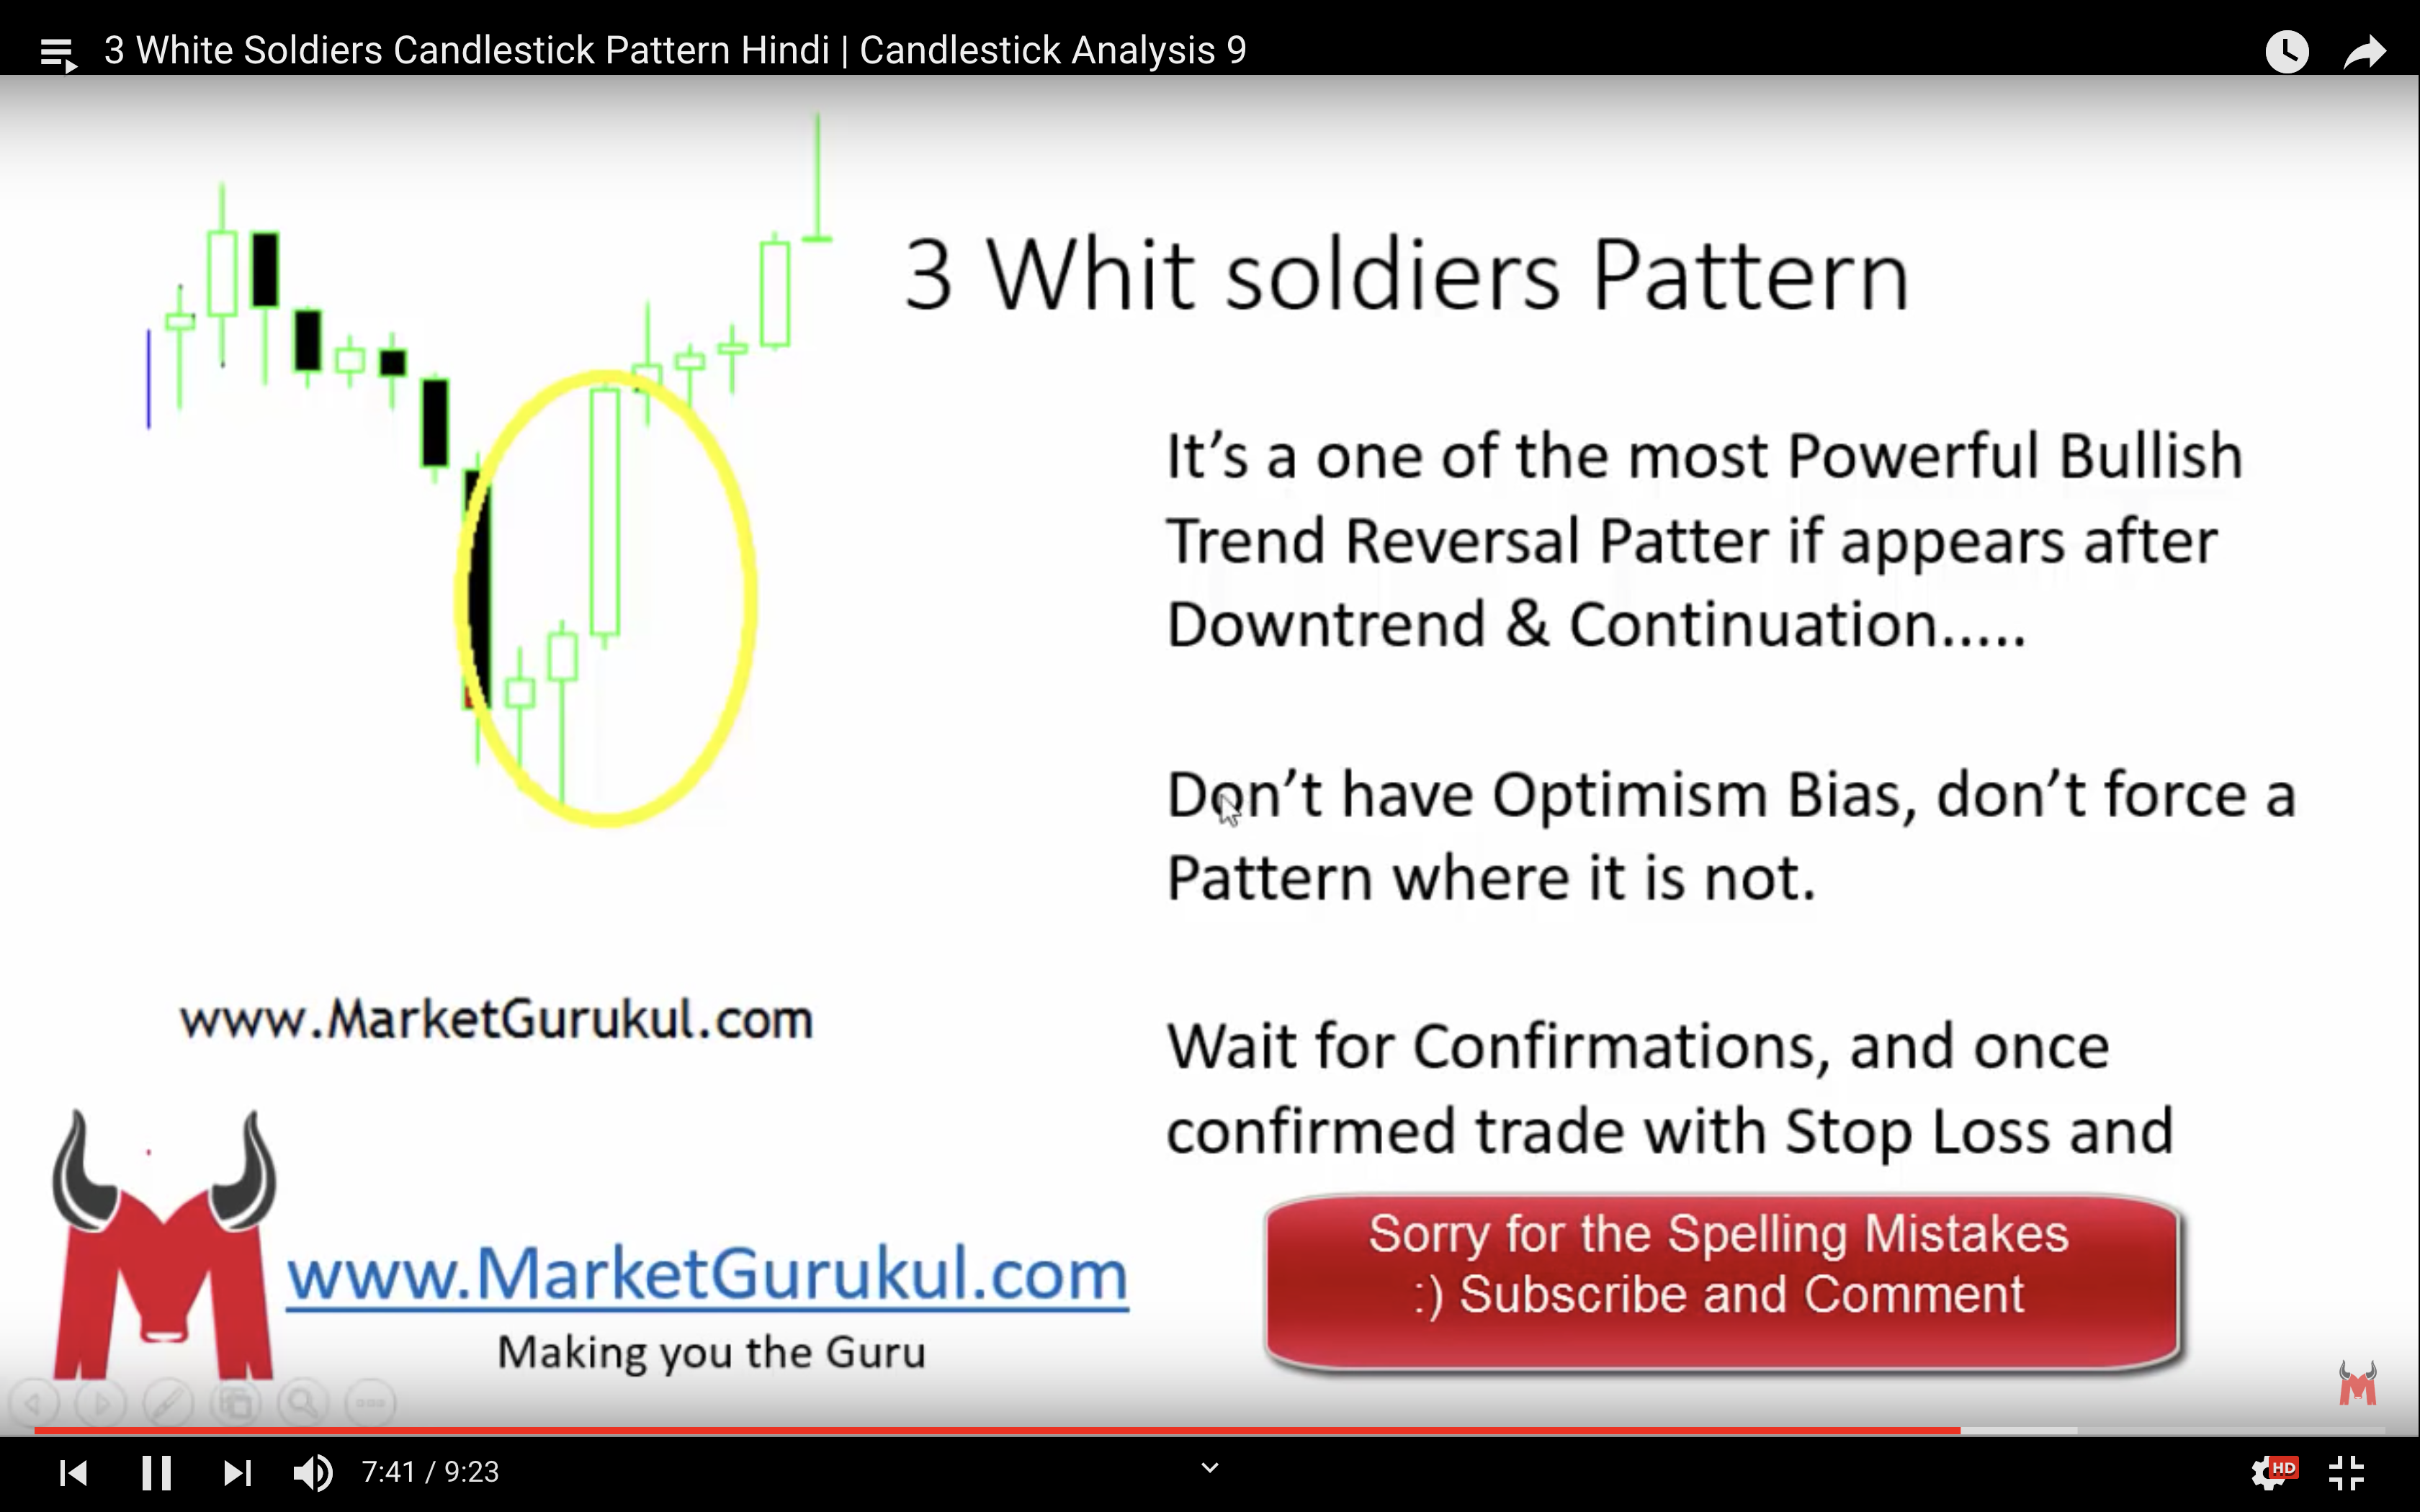 3 White Soldiers Candlestick Pattern Hindi | Candlestick Analysis 9
3 Whit soldiers Pattern
It’s a one of the most Powerful Bullish
Trend Reversal Patter if appears after
Downtrend & Continuation.....
Don’t have Optimism Bias, don’t force a
Pattern where it is not.
Wait for Confirmations, and once
confirmed trade with Stop Loss and
www.MarketGurukul.com
www.MarketGurukul.com
Making you the Guru
Sorry for the Spelling Mistakes
:) Subscribe and Comment
7:41 / 9:23
HD